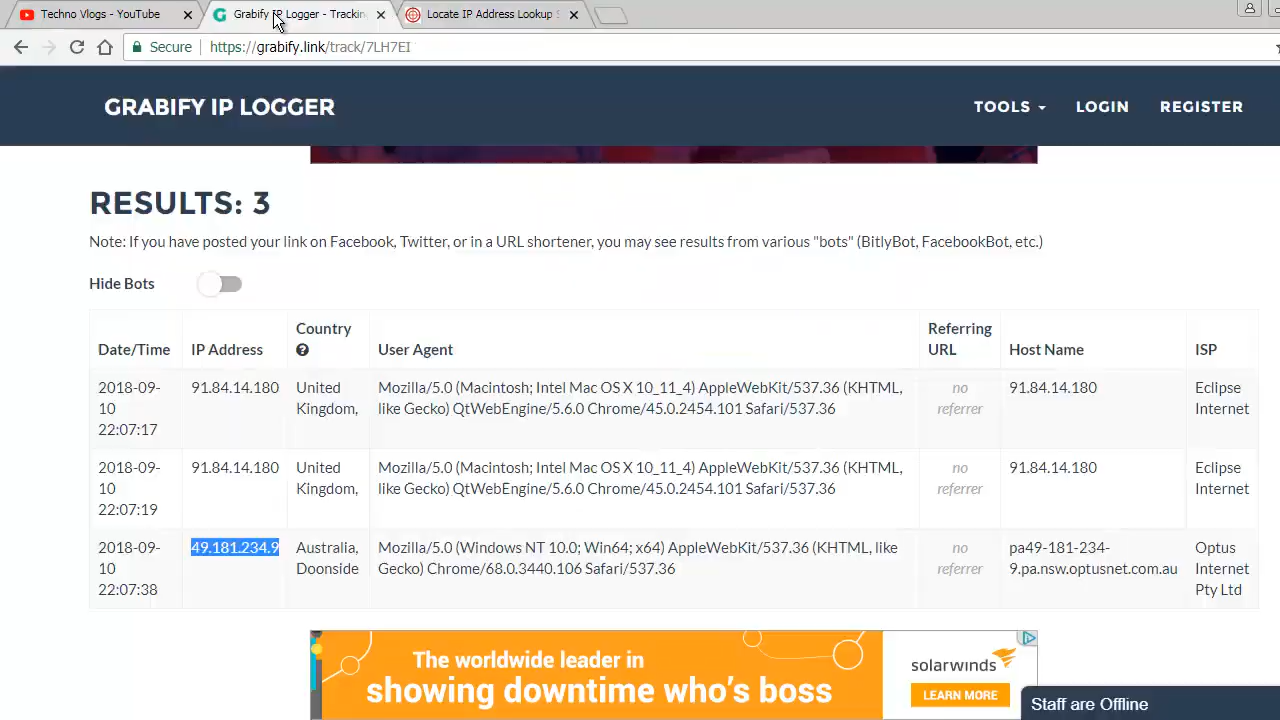 Techno Vlogs - YouTube
Grabify IP Logger - Tracking
Locate IP Address Lookup
Secure
https://grabify.link/track/7LH7EI
GRABIFY IP LOGGER
TOOLS
LOGIN
REGISTER
RESULTS: 3
Note: If you have posted your link on Facebook, Twitter, or in a URL shortener, you may see results from various "bots" (BitlyBot, FacebookBot, etc.)
Hide Bots
Date/Time
IP Address
Country
User Agent
Referring
URL
Host Name
ISP
2018-09-
10
22:07:17
91.84.14.180
United
Kingdom,
Mozilla/5.0 (Macintosh; Intel Mac OS X 10_11_4) AppleWebKit/537.36 (KHTML,
like Gecko) QtWebEngine/5.6.0 Chrome/45.0.2454.101 Safari/537.36
no
referrer
91.84.14.180
Eclipse
Internet
2018-09-
10
22:07:19
91.84.14.180
United
Kingdom,
Mozilla/5.0 (Macintosh; Intel Mac OS X 10_11_4) AppleWebKit/537.36 (KHTML,
like Gecko) QtWebEngine/5.6.0 Chrome/45.0.2454.101 Safari/537.36
no
referrer
91.84.14.180
Eclipse
Internet
2018-09-
10
22:07:38
49.181.234.9
Australia,
Doonside
Mozilla/5.0 (Windows NT 10.0; Win64; x64) AppleWebKit/537.36 (KHTML, like
Gecko) Chrome/68.0.3440.106 Safari/537.36
no
referrer
pa49-181-234-
9.pa.nsw.optusnet.com.au
Optus
Internet
Pty Ltd
The worldwide leader in
showing downtime who's boss
solarwinds
LEARN MORE
Staff are Offline